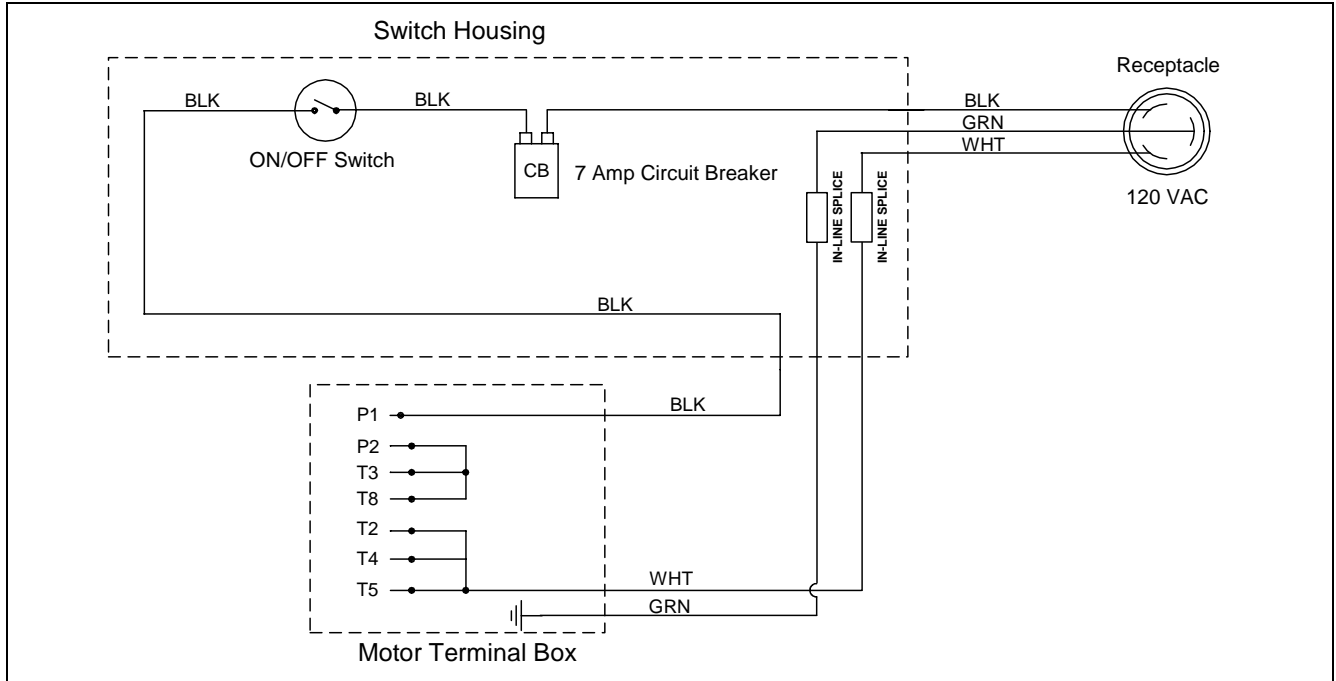 Switch Housing
Receptacle
BLK
BLK
BLK
GRN
WHT
ON/OFF Switch
CB
7 Amp Circuit Breaker
IN-LINE SPLICE
IN-LINE SPLICE
120 VAC
BLK
P1
BLK
P2
T3
T8
T2
T4
T5
WHT
GRN
Motor Terminal Box